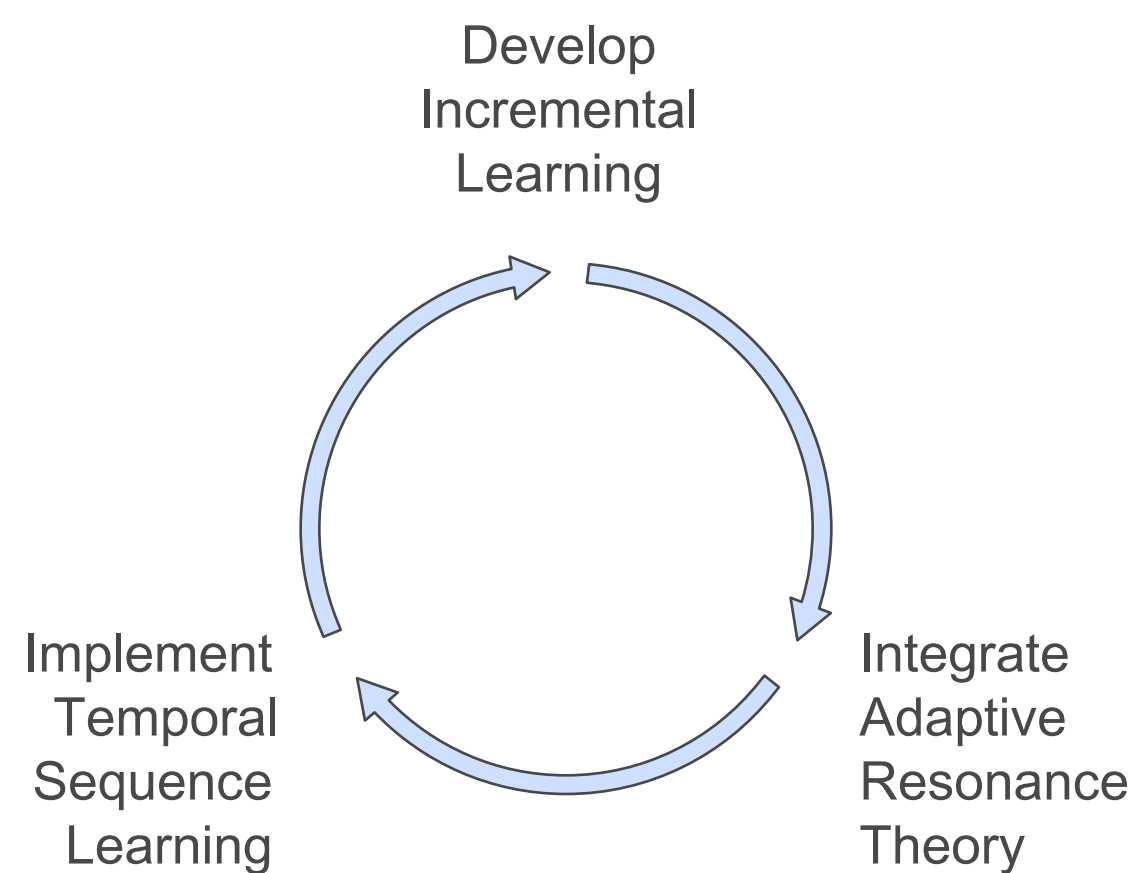 Develop
Incremental
Learning
Integrate
Adaptive
Resonance
Theory
Implement
Temporal
Sequence
Learning